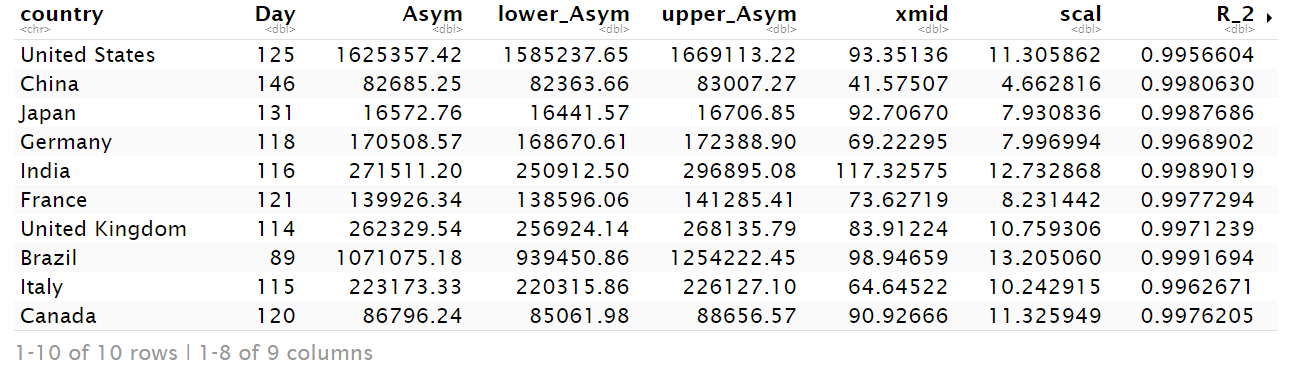 country Day Asym lower_Asym upper_Asym xmid scal R_2
<chr> <dbl> <dbl> <dbl> <dbl> <dbl> <dbl> <dbl>
United States 125 1625357.42 1585237.65 1669113.22 93.35136 11.305862 0.9956604
China 146 82685.25 82363.66 83007.27 41.57507 4.662816 0.9980630
Japan 131 16572.76 16441.57 16706.85 92.70670 7.930836 0.9987686
Germany 118 170508.57 168670.61 172388.90 69.22295 7.996994 0.9968902
India 116 271511.20 250912.50 296895.08 117.32575 12.732868 0.9989019
France 121 139926.34 138596.06 141285.41 73.62719 8.231442 0.9977294
United Kingdom 114 262329.54 256924.14 268135.79 83.91224 10.759306 0.9971239
Brazil 89 1071075.18 939450.86 1254222.45 98.94659 13.205060 0.9991694
Italy 115 223173.33 220315.86 226127.10 64.64522 10.242915 0.9962671
Canada 120 86796.24 85061.98 88656.57 90.92666 11.325949 0.9976205
1-10 of 10 rows | 1-8 of 9 columns